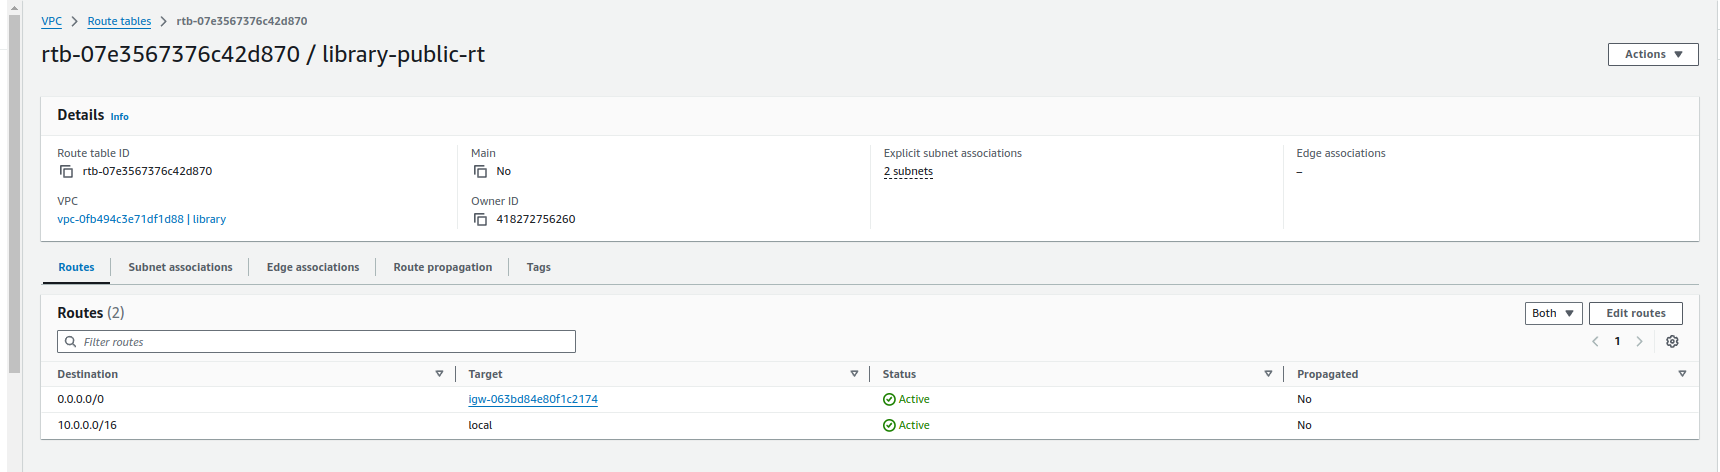 VPC > Route tables > rtb-07e3567376c42d870
rtb-07e3567376c42d870 / library-public-rt
Actions
Details Info
Route table ID Main Explicit subnet associations Edge associations
rtb-07e3567376c42d870 No 2 subnets –
VPC Owner ID
vpc-0fb494c3e71df1d88 | library 418272756260
Routes Subnet associations Edge associations Route propagation Tags
Routes (2) Both Edit routes
Filter routes 1
Destination Target Status Propagated
0.0.0.0/0 igw-063bd84e80f1c2174 Active No
10.0.0.0/16 local Active No